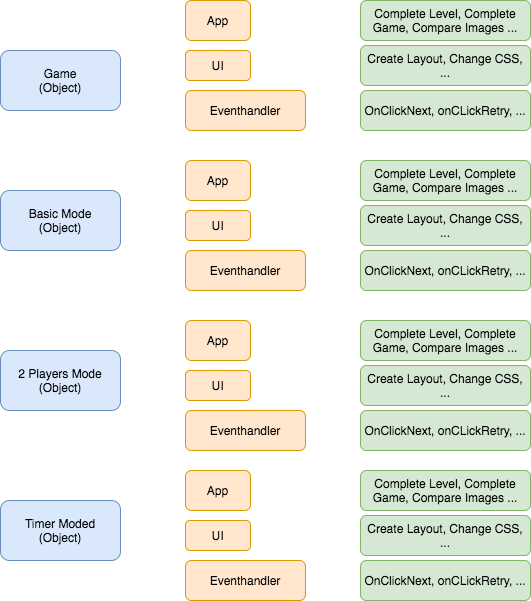 App
Complete Level, Complete
Game, Compare Images ...
Game
(Object)
UI
Create Layout, Change CSS,
...
Eventhandler
OnClickNext, onCLickRetry, ...
App
Complete Level, Complete
Game, Compare Images ...
Basic Mode
(Object)
UI
Create Layout, Change CSS,
...
Eventhandler
OnClickNext, onCLickRetry, ...
App
Complete Level, Complete
Game, Compare Images ...
2 Players Mode
(Object)
UI
Create Layout, Change CSS,
...
Eventhandler
OnClickNext, onCLickRetry, ...
App
Complete Level, Complete
Game, Compare Images ...
Timer Moded
(Object)
UI
Create Layout, Change CSS,
...
Eventhandler
OnClickNext, onCLickRetry, ...